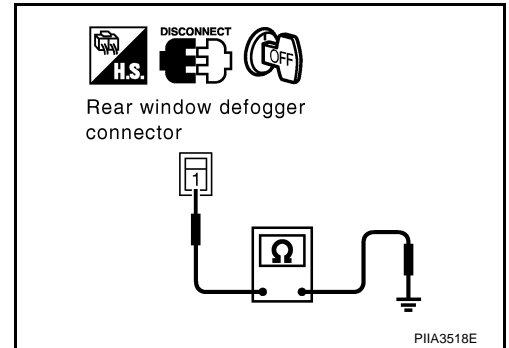 DISCONNECT
H.S.
OFF
Rear window defogger
connector
1
Ω
PIIA3518E